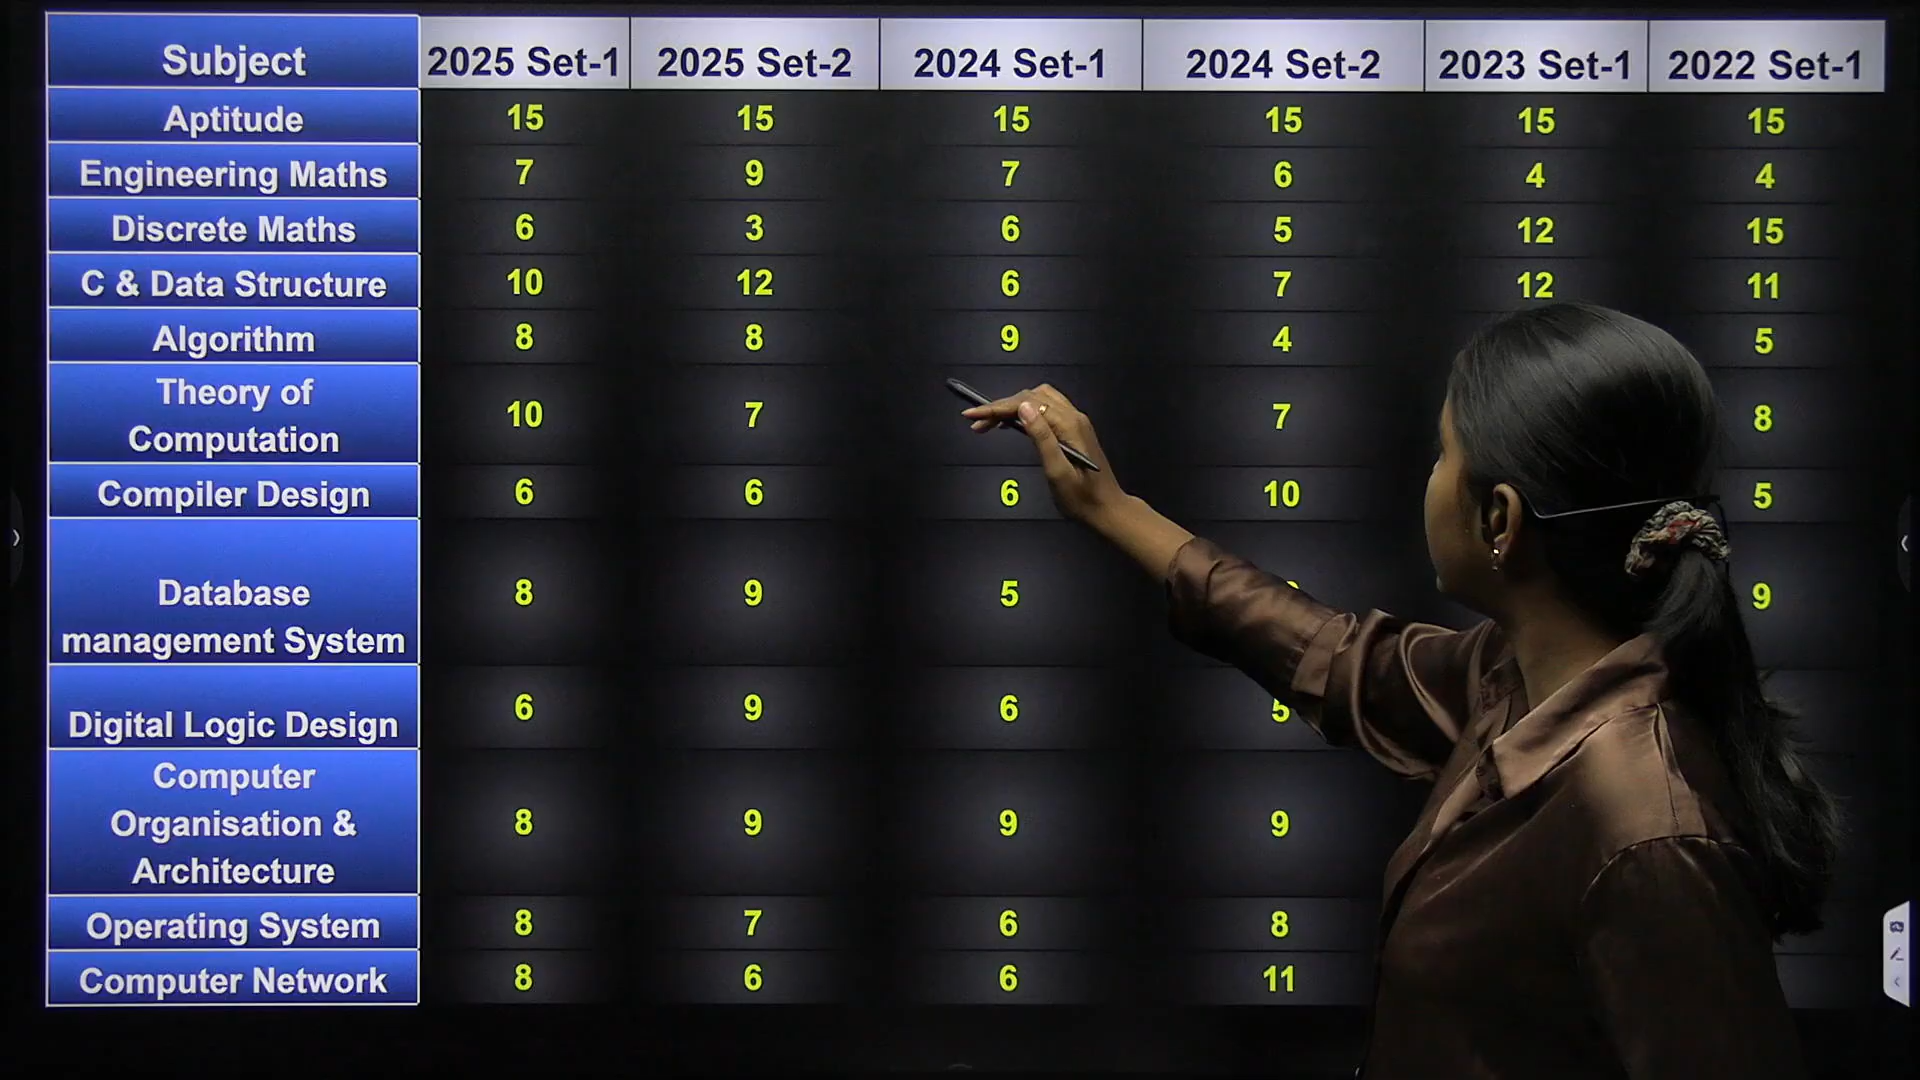 Subject 2025 Set-1 2025 Set-2 2024 Set-1 2024 Set-2 2023 Set-1 2022 Set-1
Aptitude 15 15 15 15 15 15
Engineering Maths 7 9 7 6 4 4
Discrete Maths 6 3 6 5 12 15
C & Data Structure 10 12 6 7 12 11
Algorithm 8 8 9 4 5
Theory of
Computation 10 7 7 8
Compiler Design 6 6 6 10 5
Database
management System 8 9 5 9
Digital Logic Design 6 9 6 5
Computer
Organisation &
Architecture 8 9 9 9
Operating System 8 7 6 8
Computer Network 8 6 6 11